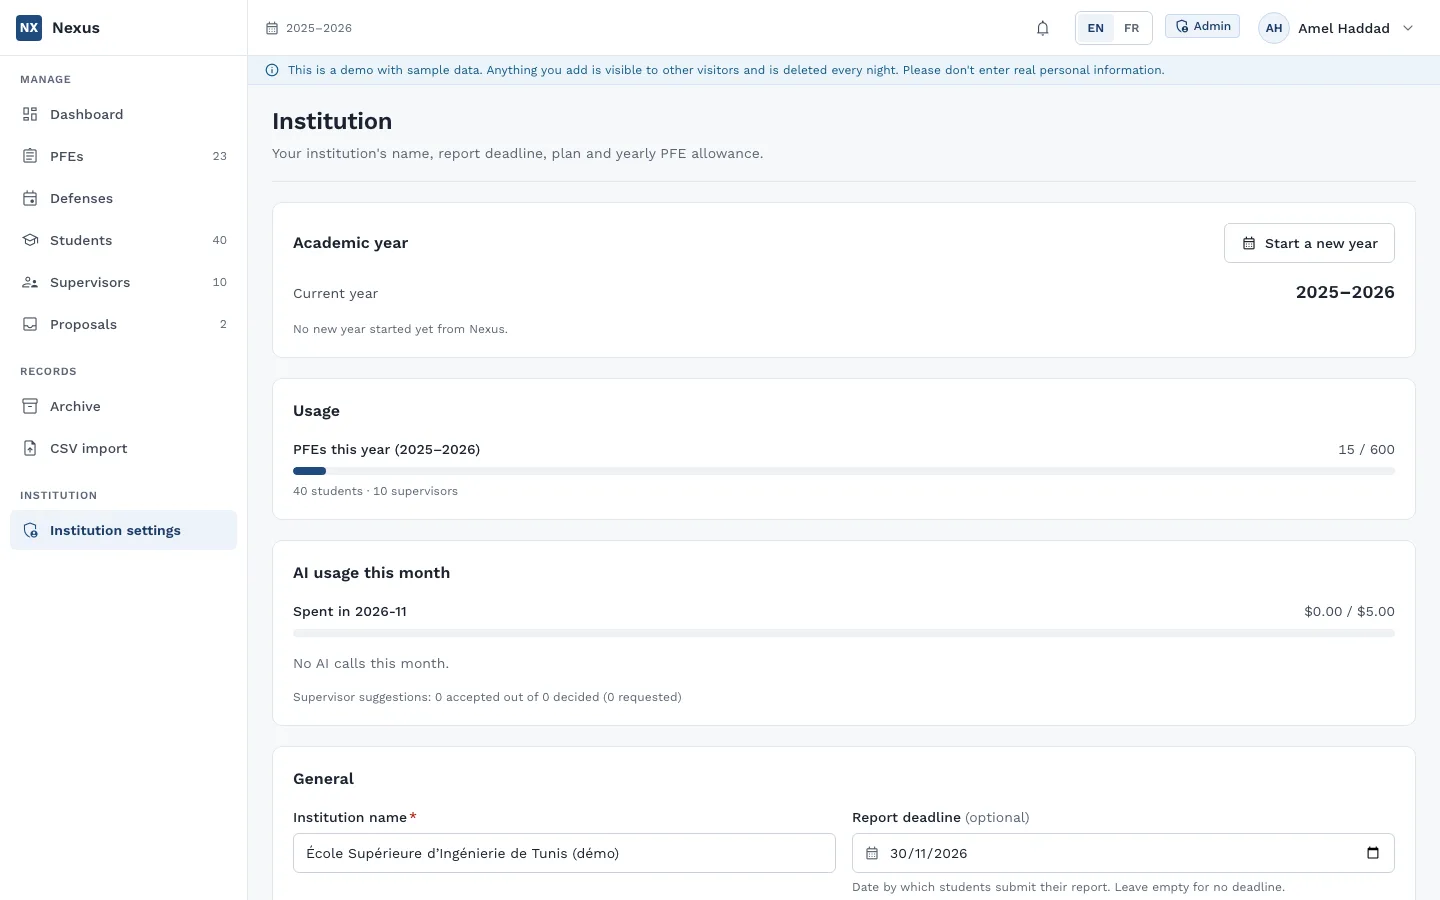 NX Nexus
2025–2026
EN FR
Admin
AH Amel Haddad
This is a demo with sample data. Anything you add is visible to other visitors and is deleted every night. Please don't enter real personal information.
MANAGE
Dashboard
PFEs 23
Defenses
Students 40
Supervisors 10
Proposals 2
RECORDS
Archive
CSV import
INSTITUTION
Institution settings
Institution
Your institution's name, report deadline, plan and yearly PFE allowance.
Academic year
Start a new year
Current year 2025–2026
No new year started yet from Nexus.
Usage
PFEs this year (2025–2026) 15 / 600
40 students · 10 supervisors
AI usage this month
Spent in 2026-11 $0.00 / $5.00
No AI calls this month.
Supervisor suggestions: 0 accepted out of 0 decided (0 requested)
General
Institution name*
École Supérieure d’Ingénierie de Tunis (démo)
Report deadline (optional)
30/11/2026
Date by which students submit their report. Leave empty for no deadline.